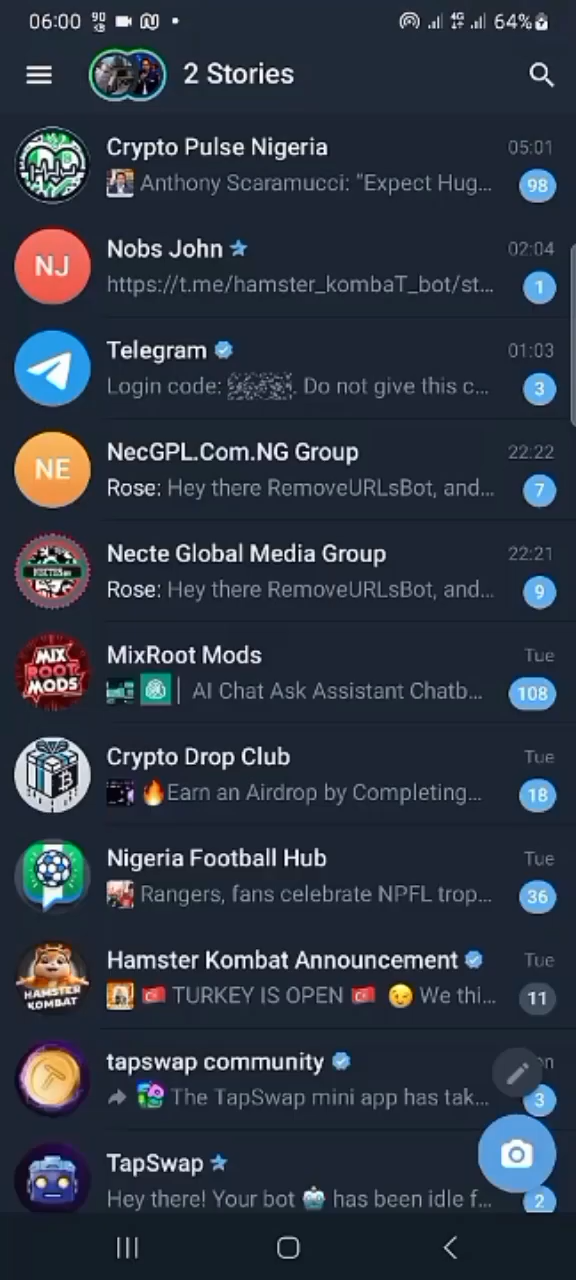 06:00 90 KB 4G 64%
2 Stories
Crypto Pulse Nigeria 05:01
Anthony Scaramucci: “Expect Hug... 98
NJ Nobs John 02:04
https://t.me/hamster_kombaT_bot/st... 1
Telegram 01:03
Login code: . Do not give this c... 3
NE NecGPL.Com.NG Group 22:22
Rose: Hey there RemoveURLsBot, and... 7
Necte Global Media Group 22:21
Rose: Hey there RemoveURLsBot, and... 9
MIX ROOT MODS
MixRoot Mods Tue
| AI Chat Ask Assistant Chatb... 108
Crypto Drop Club Tue
🔥Earn an Airdrop by Completing... 18
Nigeria Football Hub Tue
Rangers, fans celebrate NPFL trop... 36
HAMSTER KOMBAT
Hamster Kombat Announcement Tue
🇹🇷 TURKEY IS OPEN 🇹🇷 😉 We thi... 11
tapswap community
The TapSwap mini app has tak... 3
TapSwap
Hey there! Your bot 🤖 has been idle f... 2